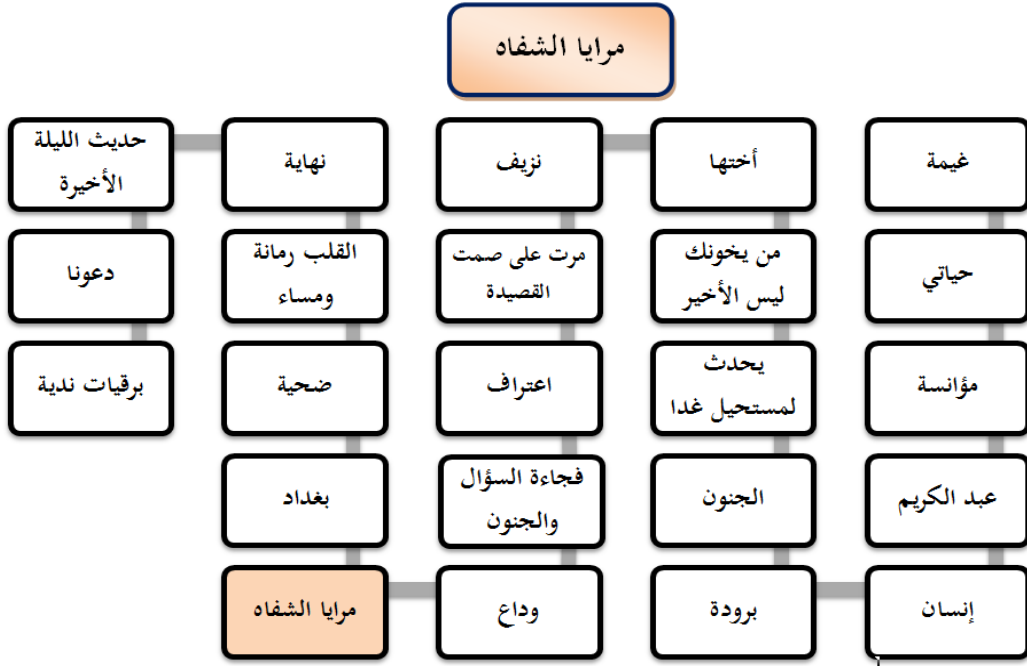 مرايا الشفاه
غيمة
حياتي
مؤانسة
عبد الكريم
إنسان
برودة
الجنون
يحدث
لمستحيل غدا
من يخونك
ليس الأخير
أختها
نزيف
مرت على صمت
القصيدة
اعتراف
فجاءة السؤال
والجنون
وداع
مرايا الشفاه
بغداد
ضحية
القلب رمانة
ومساء
نهاية
حديث الليلة
الأخيرة
دعونا
برقيات ندية